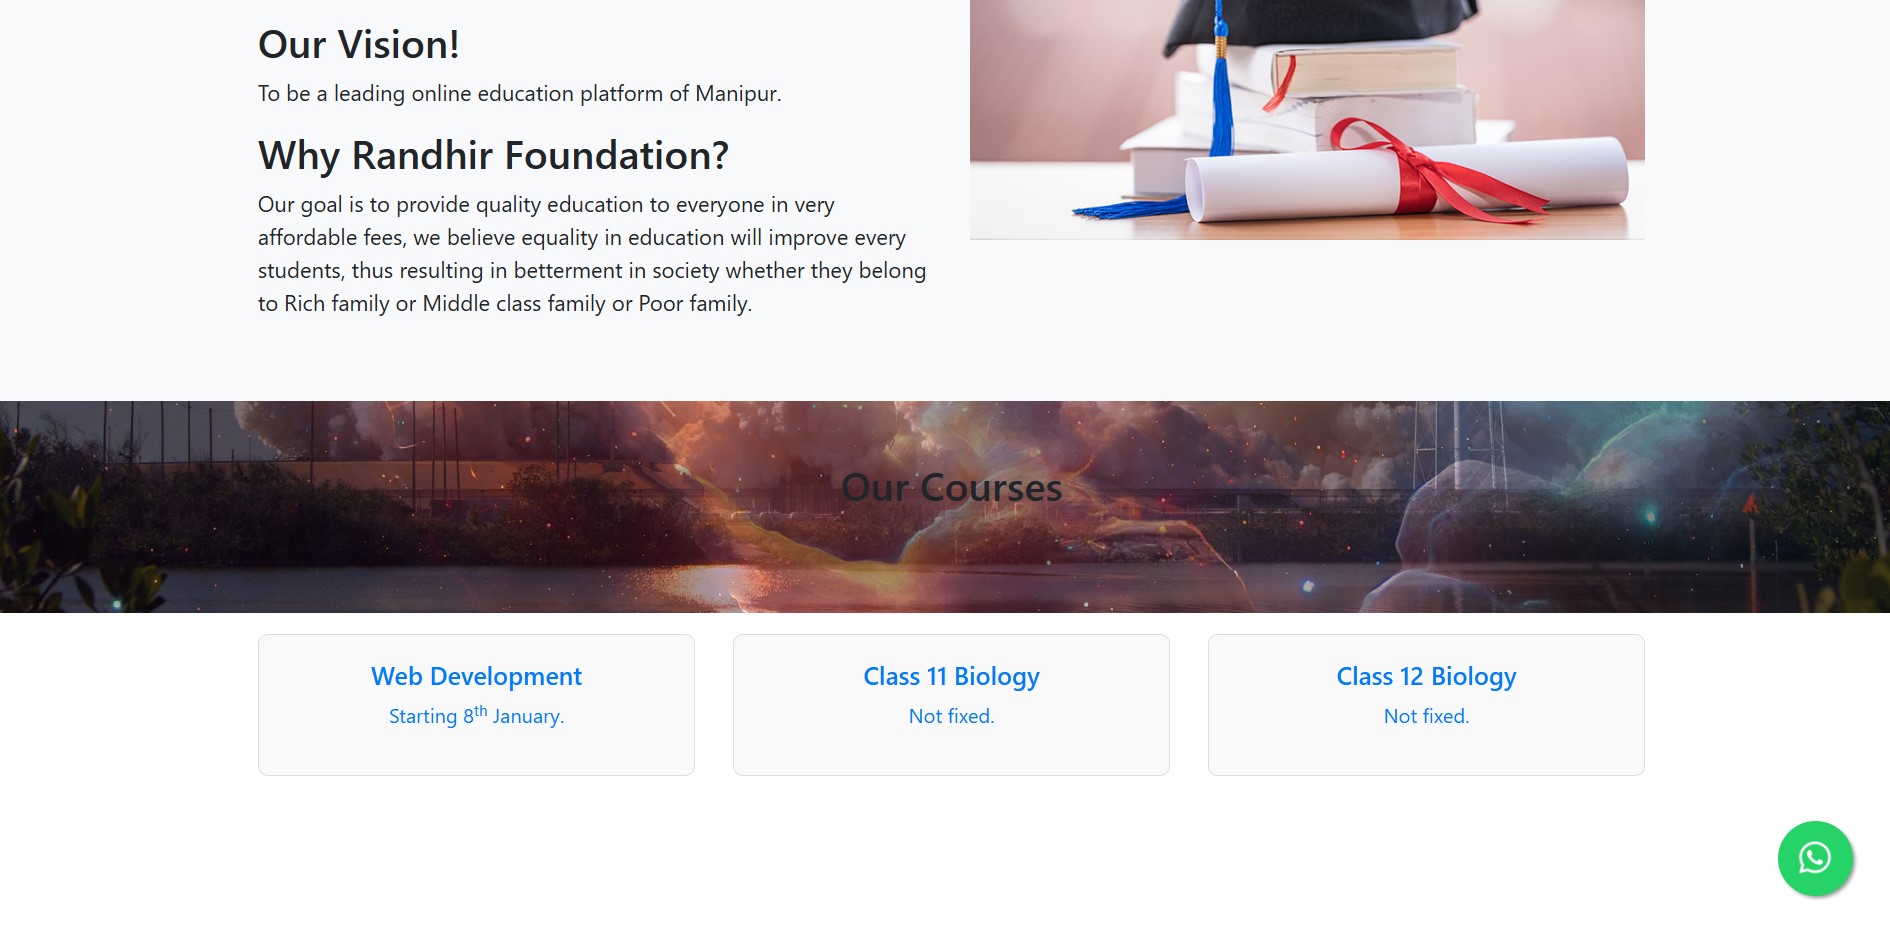 Our Vision!
To be a leading online education platform of Manipur.
Why Randhir Foundation?
Our goal is to provide quality education to everyone in very
affordable fees, we believe equality in education will improve every
students, thus resulting in betterment in society whether they belong
to Rich family or Middle class family or Poor family.
Our Courses
Web Development
Starting 8th January.
Class 11 Biology
Not fixed.
Class 12 Biology
Not fixed.